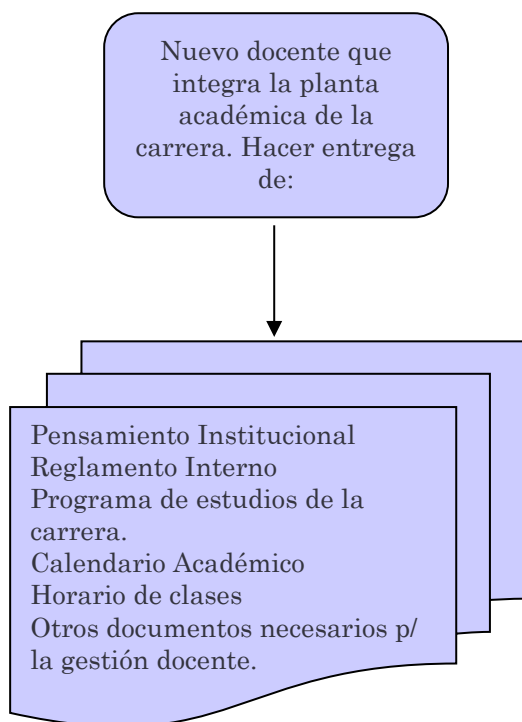 Nuevo docente que
integra la planta
académica de la
carrera. Hacer entrega
de:
Pensamiento Institucional
Reglamento Interno
Programa de estudios de la
carrera.
Calendario Académico
Horario de clases
Otros documentos necesarios p/
la gestión docente.